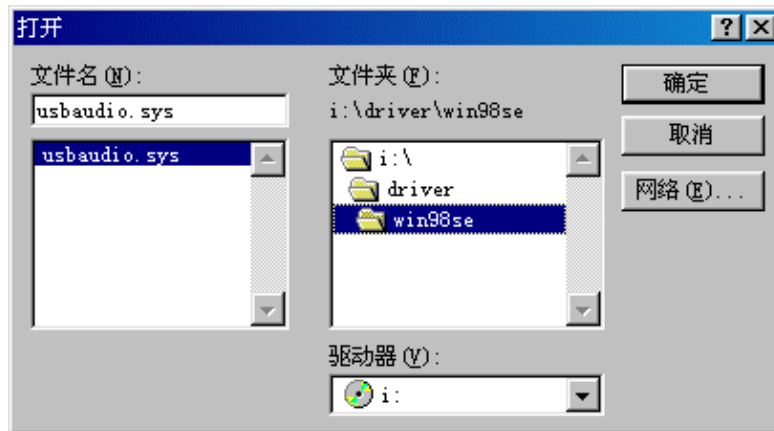 打开
文件名(N):
usbaudio.sys
usbaudio.sys
文件夹(F):
i:\driver\win98se
i:\
driver
win98se
驱动器(V):
i:
确定
取消
网络(E)...